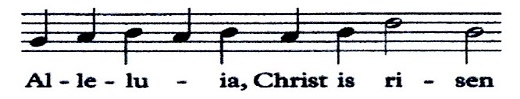 Al - le - lu - ia, Christ is ri - sen